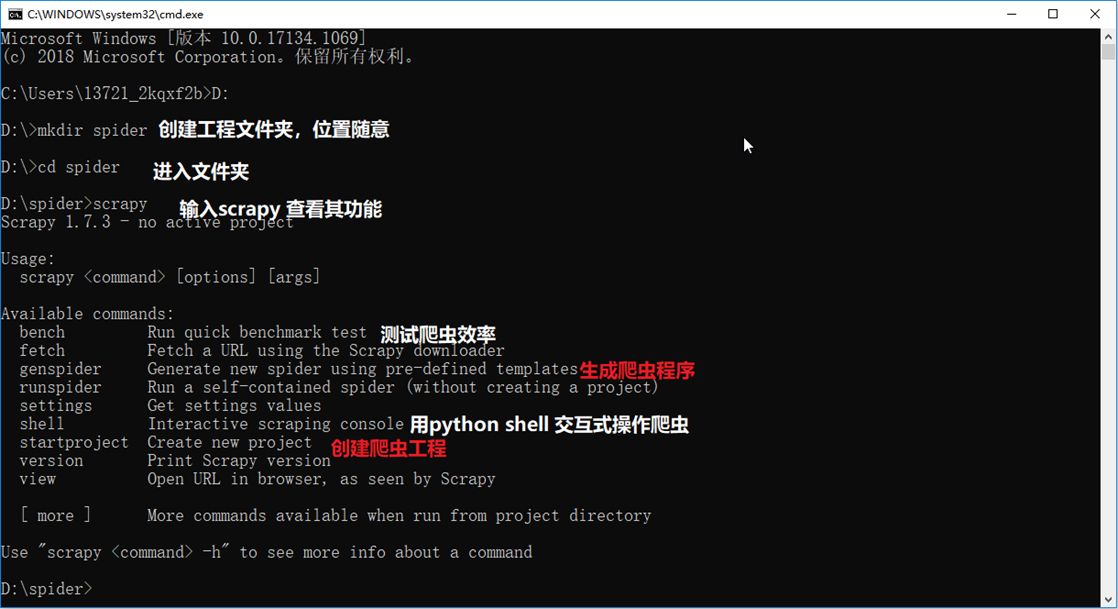 C:\WINDOWS\system32\cmd.exe
Microsoft Windows [版本 10.0.17134.1069]
(c) 2018 Microsoft Corporation。保留所有权利。
C:\Users\13721_2kqxf2b>D:
D:\>mkdir spider 创建工程文件夹，位置随意
D:\>cd spider 进入文件夹
D:\spider>scrapy 输入scrapy 查看其功能
Scrapy 1.7.3 - no active project
Usage:
scrapy <command> [options] [args]
Available commands:
bench Run quick benchmark test 测试爬虫效率
fetch Fetch a URL using the Scrapy downloader
genspider Generate new spider using pre-defined templates 生成爬虫程序
runspider Run a self-contained spider (without creating a project)
settings Get settings values
shell Interactive scraping console 用python shell 交互式操作爬虫
startproject Create new project 创建爬虫工程
version Print Scrapy version
view Open URL in browser, as seen by Scrapy
[ more ] More commands available when run from project directory
Use "scrapy <command> -h" to see more info about a command
D:\spider>